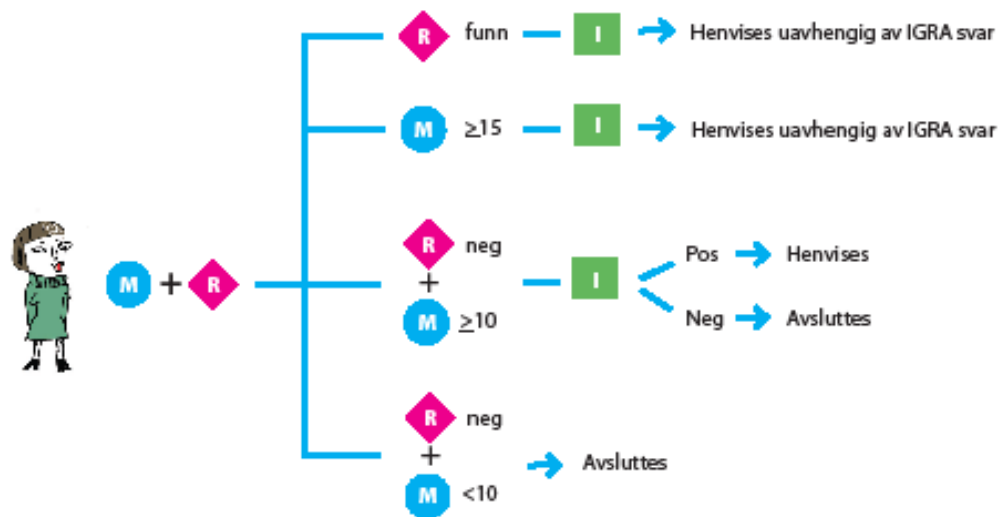 R funn I Henvises uavhengig av IGRA svar
M ≥15 I Henvises uavhengig av IGRA svar
M + R
R neg
+
M ≥10
I
Pos Henvises
Neg Avsluttes
R neg
+
M <10
Avsluttes